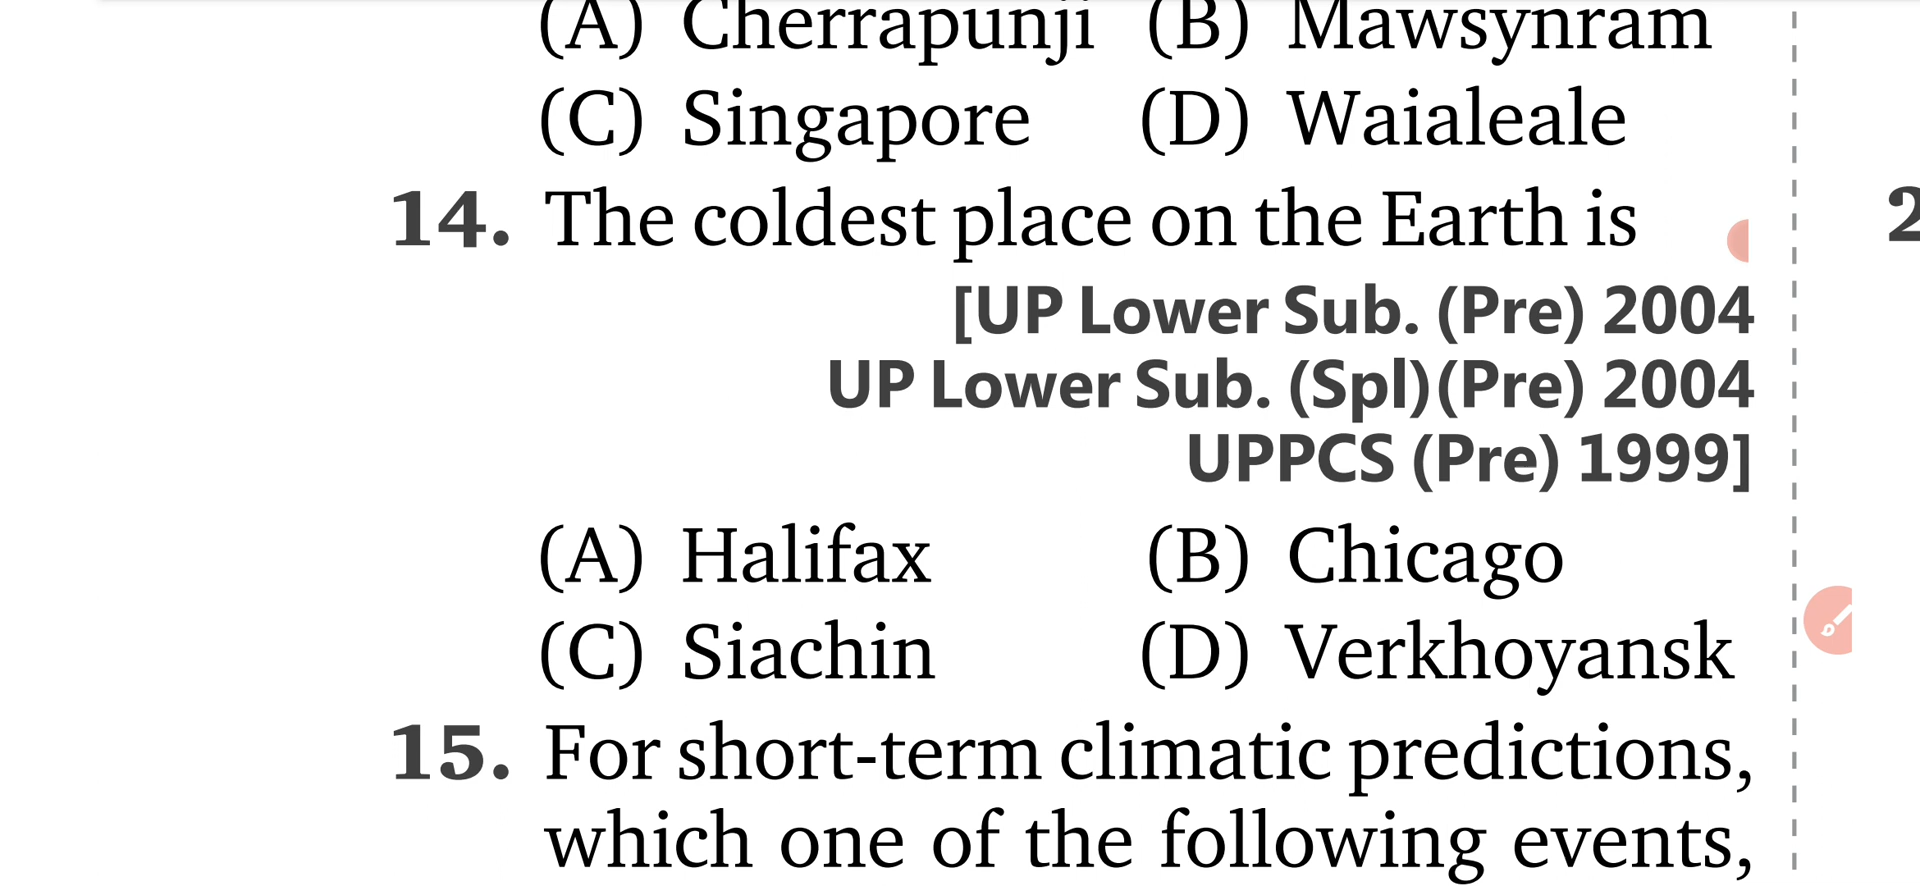 (A) Cherrapunji (B) Mawsynram
(C) Singapore (D) Waialeale
14. The coldest place on the Earth is
[UP Lower Sub. (Pre) 2004
UP Lower Sub. (Spl)(Pre) 2004
UPPCS (Pre) 1999]
(A) Halifax (B) Chicago
(C) Siachin (D) Verkhoyansk
15. For short-term climatic predictions,
which one of the following events,
2